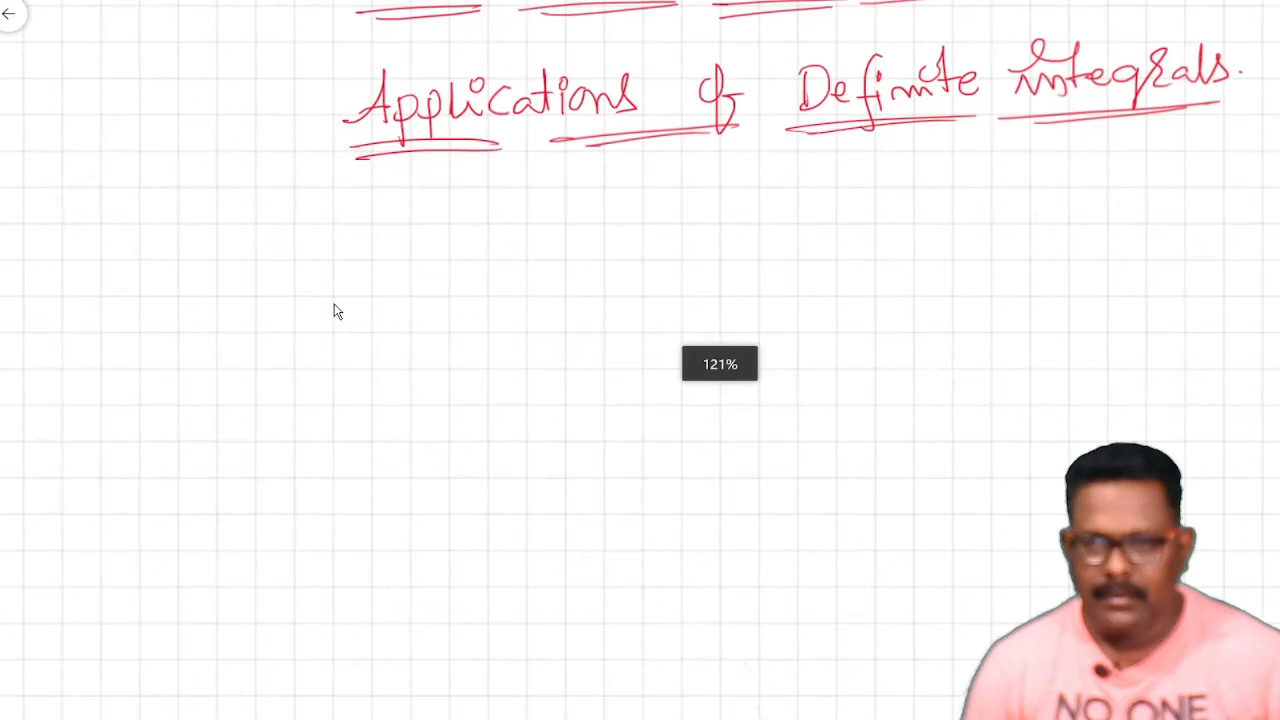 Applications of Definite integrals.
121%
NO ONE